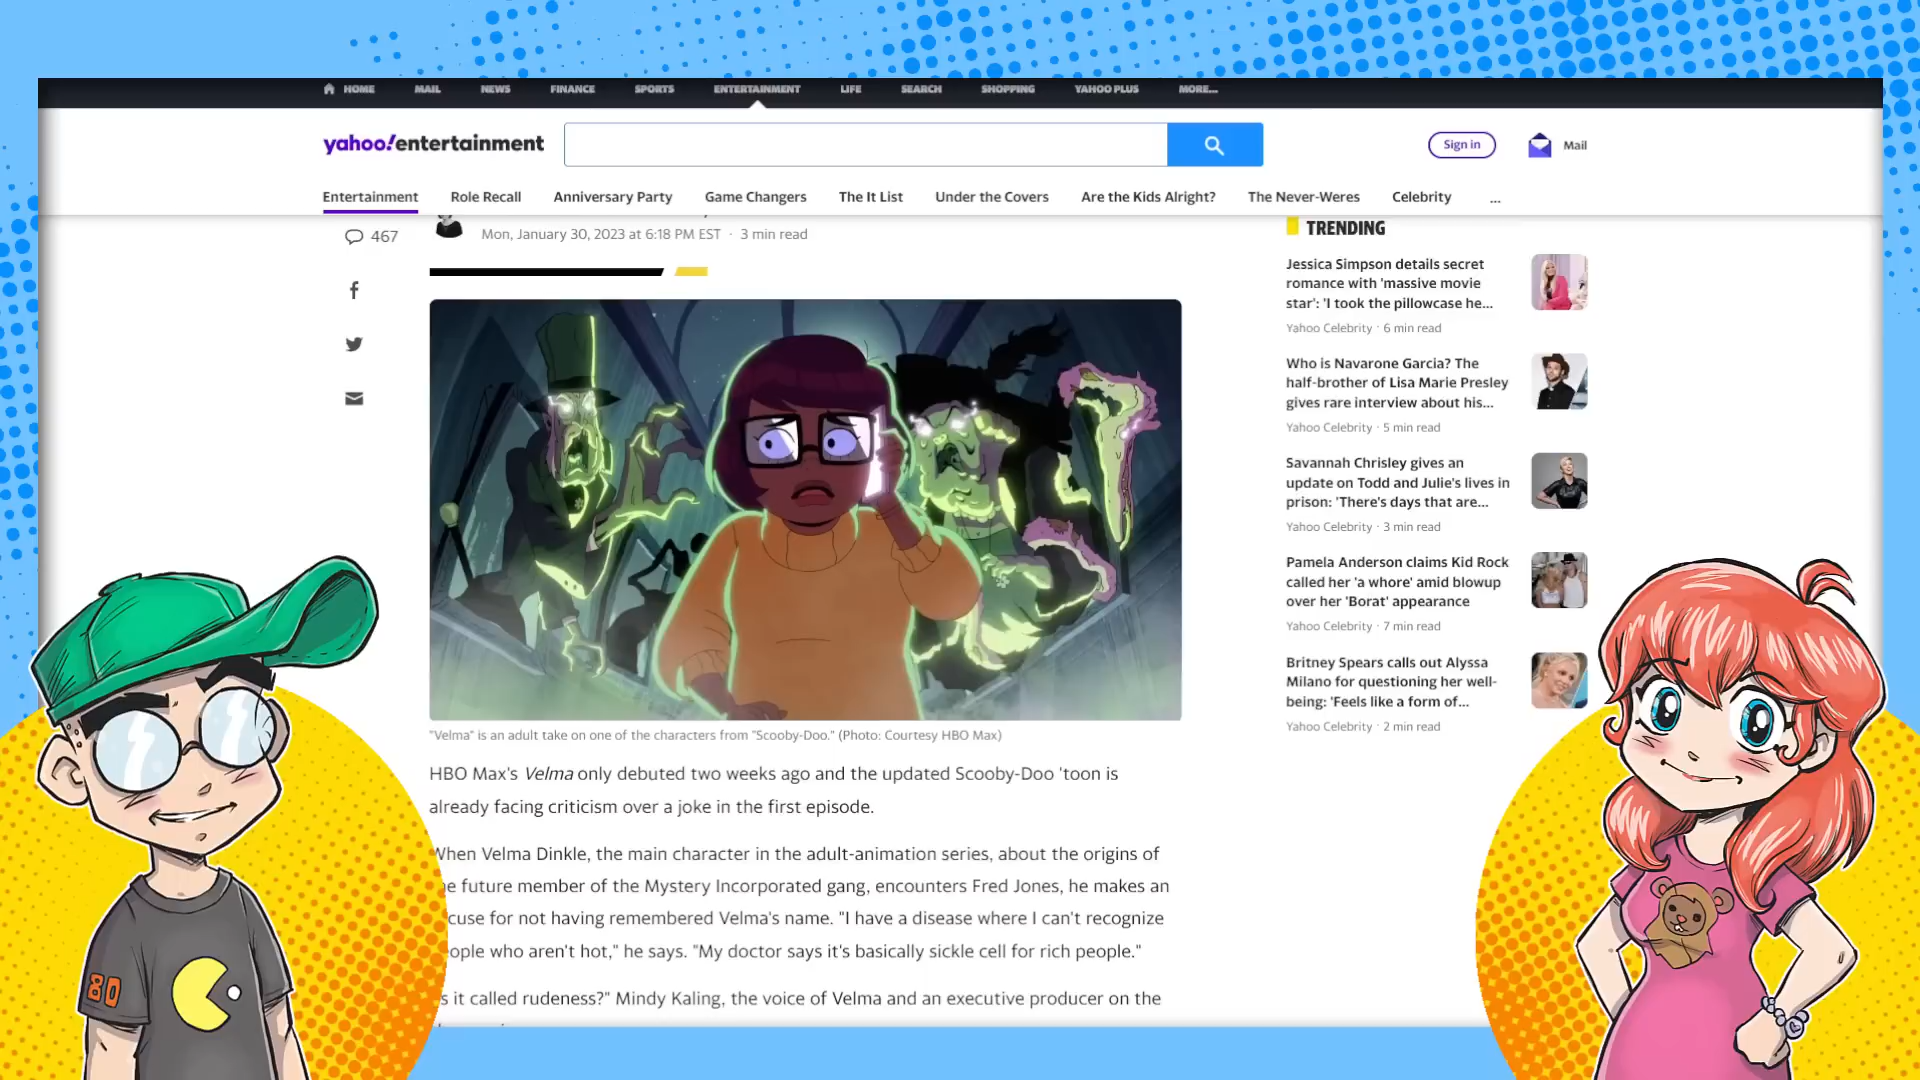 HOME MAIL NEWS FINANCE SPORTS ENTERTAINMENT LIFE SEARCH SHOPPING YAHOO PLUS MORE...
yahoo!entertainment
Sign in
Mail
Entertainment Role Recall Anniversary Party Game Changers The It List Under the Covers Are the Kids Alright? The Never-Weres Celebrity ...
467
Mon, January 30, 2023 at 6:18 PM EST · 3 min read
"Velma" is an adult take on one of the characters from "Scooby-Doo." (Photo: Courtesy HBO Max)
HBO Max's Velma only debuted two weeks ago and the updated Scooby-Doo 'toon is
already facing criticism over a joke in the first episode.
When Velma Dinkle, the main character in the adult-animation series, about the origins of
future member of the Mystery Incorporated gang, encounters Fred Jones, he makes an
cuse for not having remembered Velma's name. "I have a disease where I can't recognize
eople who aren't hot," he says. "My doctor says it's basically sickle cell for rich people."
s it called rudeness?" Mindy Kaling, the voice of Velma and an executive producer on the
TRENDING
Jessica Simpson details secret
romance with 'massive movie
star': 'I took the pillowcase he...
Yahoo Celebrity · 6 min read
Who is Navarone Garcia? The
half-brother of Lisa Marie Presley
gives rare interview about his...
Yahoo Celebrity · 5 min read
Savannah Chrisley gives an
update on Todd and Julie's lives in
prison: 'There's days that are...
Yahoo Celebrity · 3 min read
Pamela Anderson claims Kid Rock
called her 'a whore' amid blowup
over her 'Borat' appearance
Yahoo Celebrity · 7 min read
Britney Spears calls out Alyssa
Milano for questioning her well-
being: 'Feels like a form of...
Yahoo Celebrity · 2 min read
80